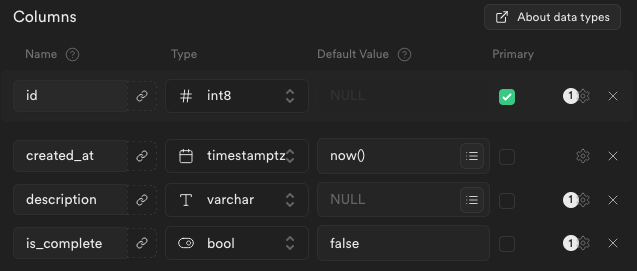 Columns
About data types
Name ? Type Default Value ? Primary
id # int8 NULL 1
created_at timestamptz now()
description T varchar NULL 1
is_complete bool false 1